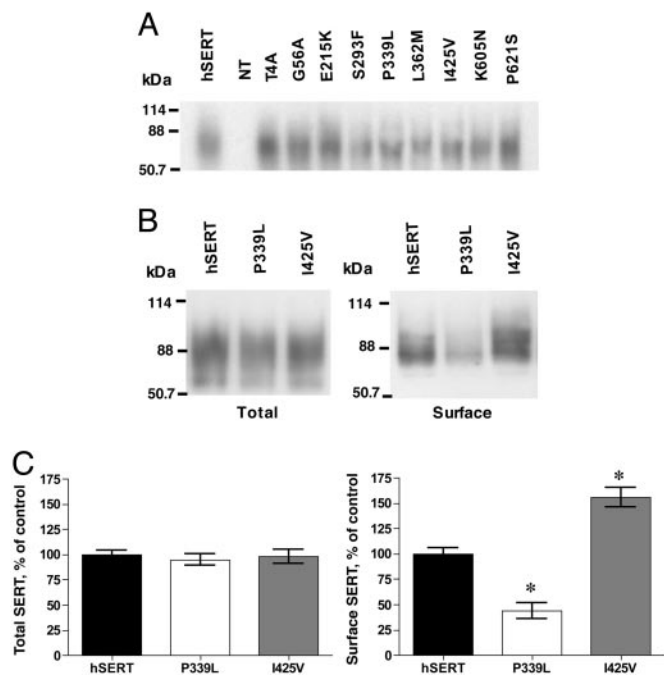 A
kDa
hSERT NT T4A G56A E215K S293F P339L L362M I425V K605N P621S
114
88
50.7
B
kDa
hSERT P339L I425V
114
88
50.7
Total
kDa
hSERT P339L I425V
114
88
50.7
Surface
C
Total SERT, % of control
175
150
125
100
75
50
25
0
hSERT P339L I425V
Surface SERT, % of control
175
150
125
100
75
50
25
0
* *
hSERT P339L I425V